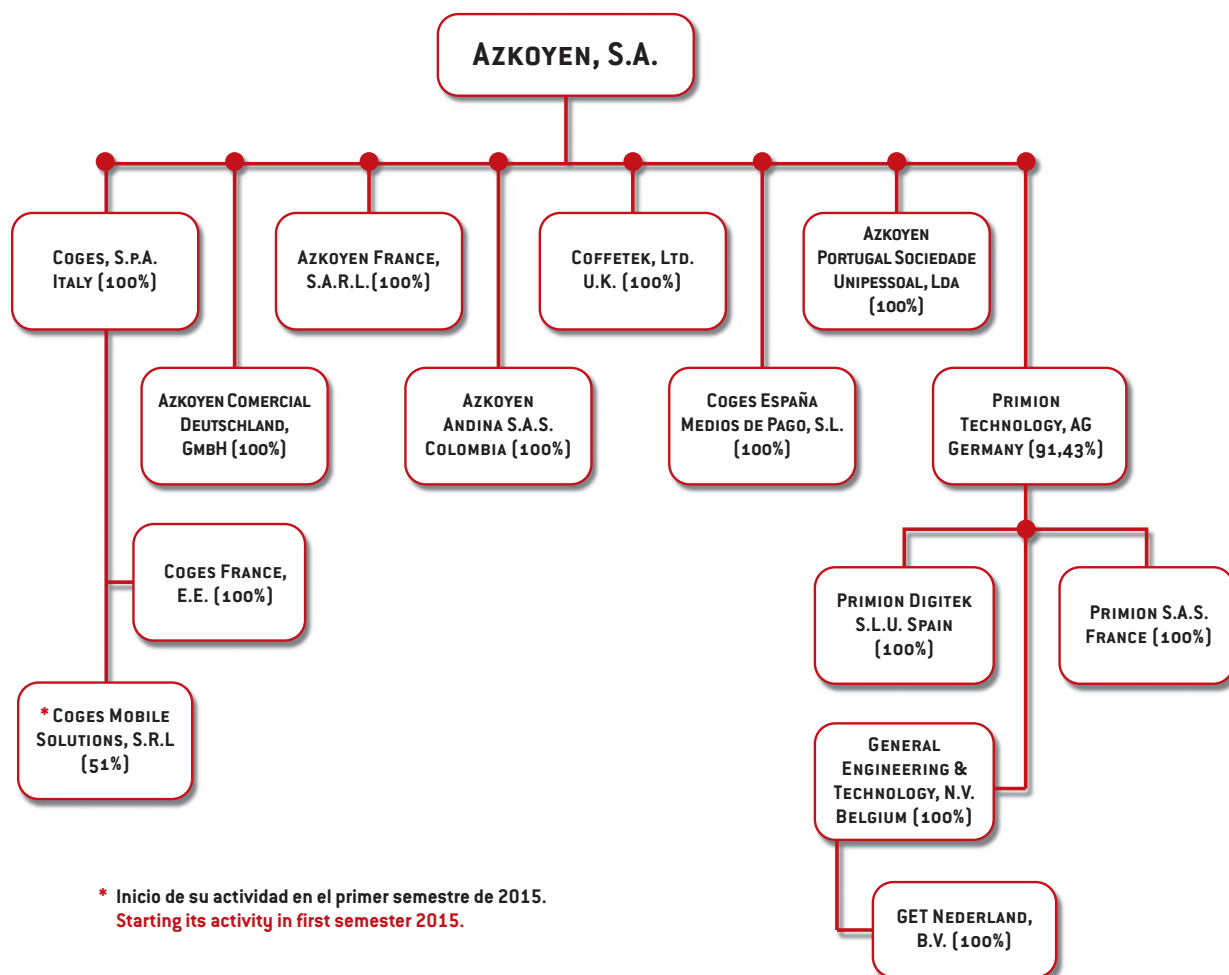 AZKOYEN, S.A.
COGES, S.P.A.
ITALY (100%)
AZKOYEN FRANCE,
S.A.R.L.(100%)
COFFETEK, LTD.
U.K. (100%)
AZKOYEN
PORTUGAL SOCIEDADE
UNIPESSOAL, LDA
(100%)
AZKOYEN COMERCIAL
DEUTSCHLAND,
GMBH (100%)
AZKOYEN
ANDINA S.A.S.
COLOMBIA (100%)
COGES ESPAÑA
MEDIOS DE PAGO, S.L.
(100%)
PRIMION
TECHNOLOGY, AG
GERMANY (91,43%)
COGES FRANCE,
E.E. (100%)
PRIMION DIGITEK
S.L.U. SPAIN
(100%)
PRIMION S.A.S.
FRANCE (100%)
* COGES MOBILE
SOLUTIONS, S.R.L
(51%)
GENERAL
ENGINEERING &
TECHNOLOGY, N.V.
BELGIUM (100%)
GET NEDERLAND,
B.V. (100%)
* Inicio de su actividad en el primer semestre de 2015.
Starting its activity in first semester 2015.